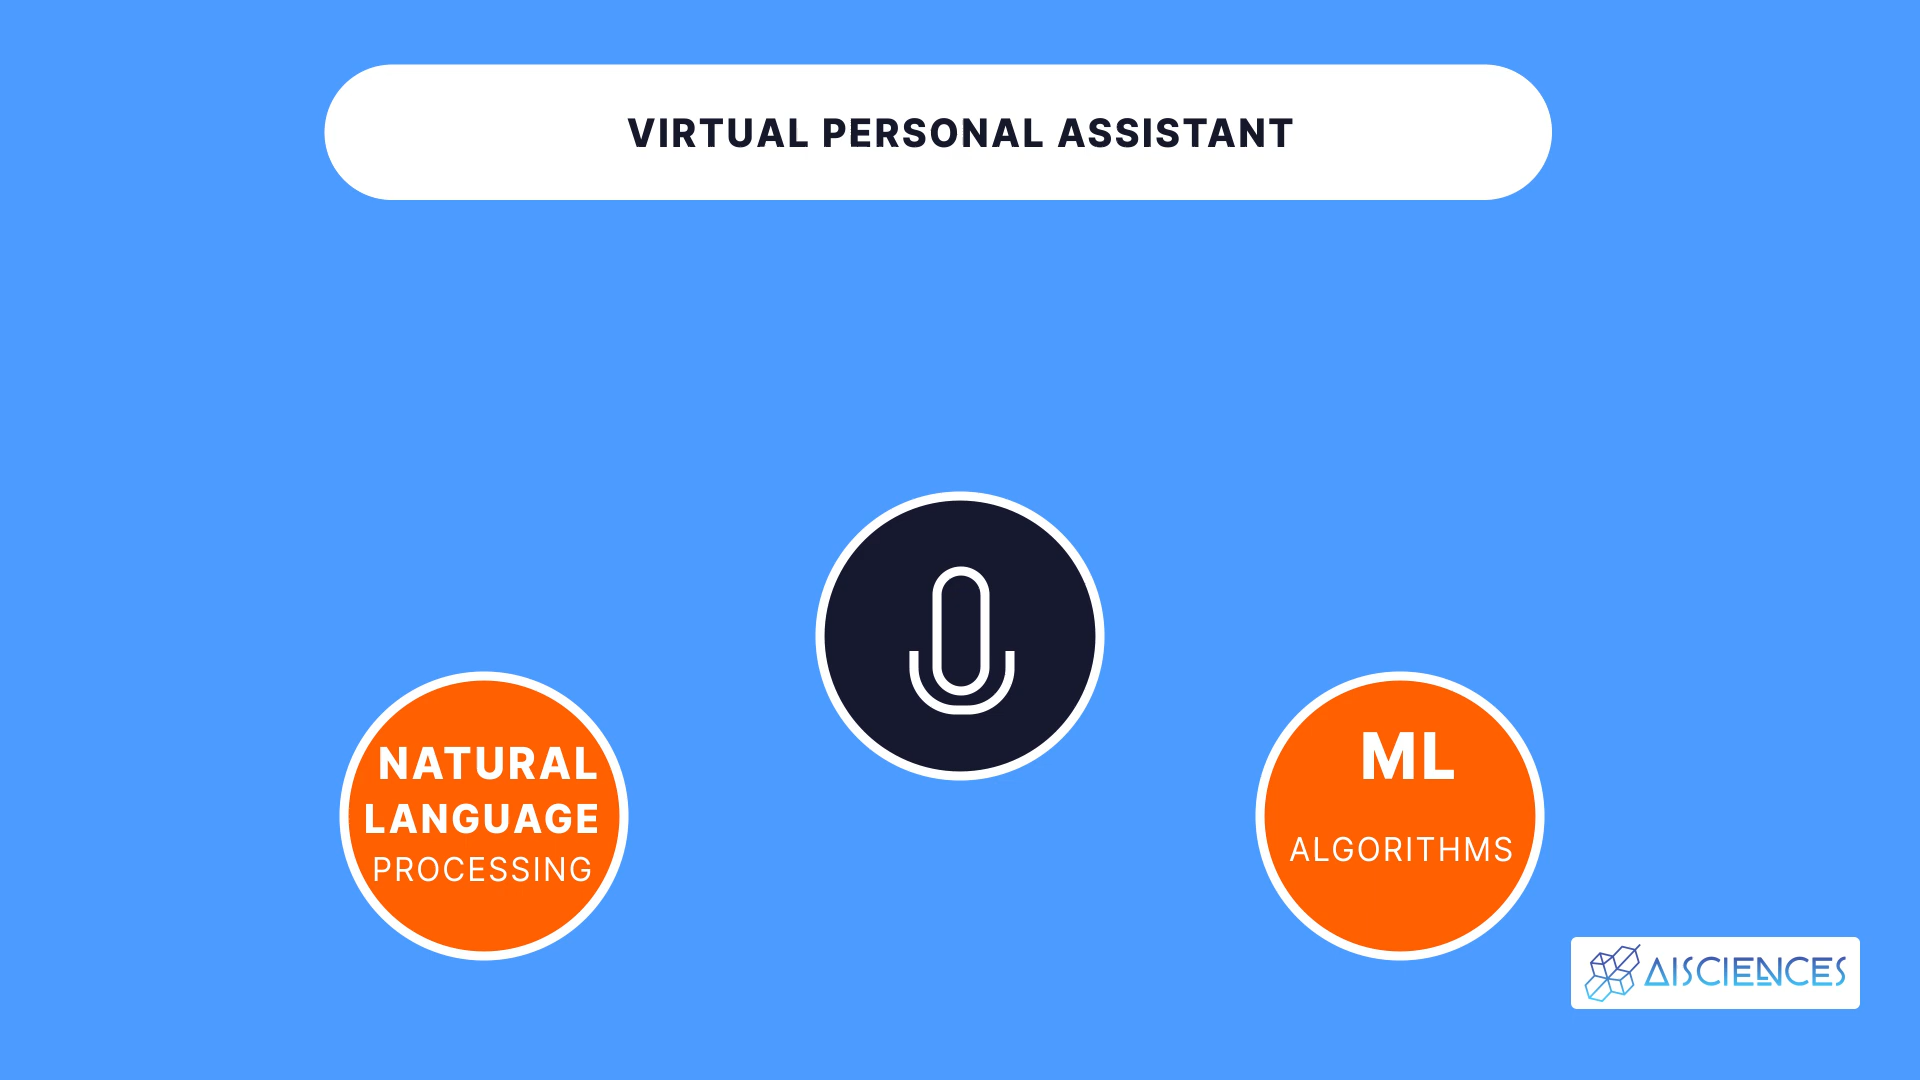 VIRTUAL PERSONAL ASSISTANT
NATURAL
LANGUAGE
PROCESSING
ML
ALGORITHMS
AISCIENCES